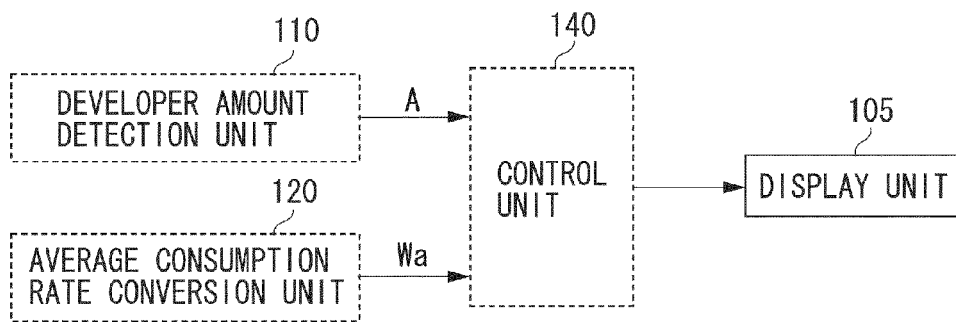 110
DEVELOPER AMOUNT
DETECTION UNIT
A
140
CONTROL
UNIT
105
DISPLAY UNIT
120
AVERAGE CONSUMPTION
RATE CONVERSION UNIT
Wa